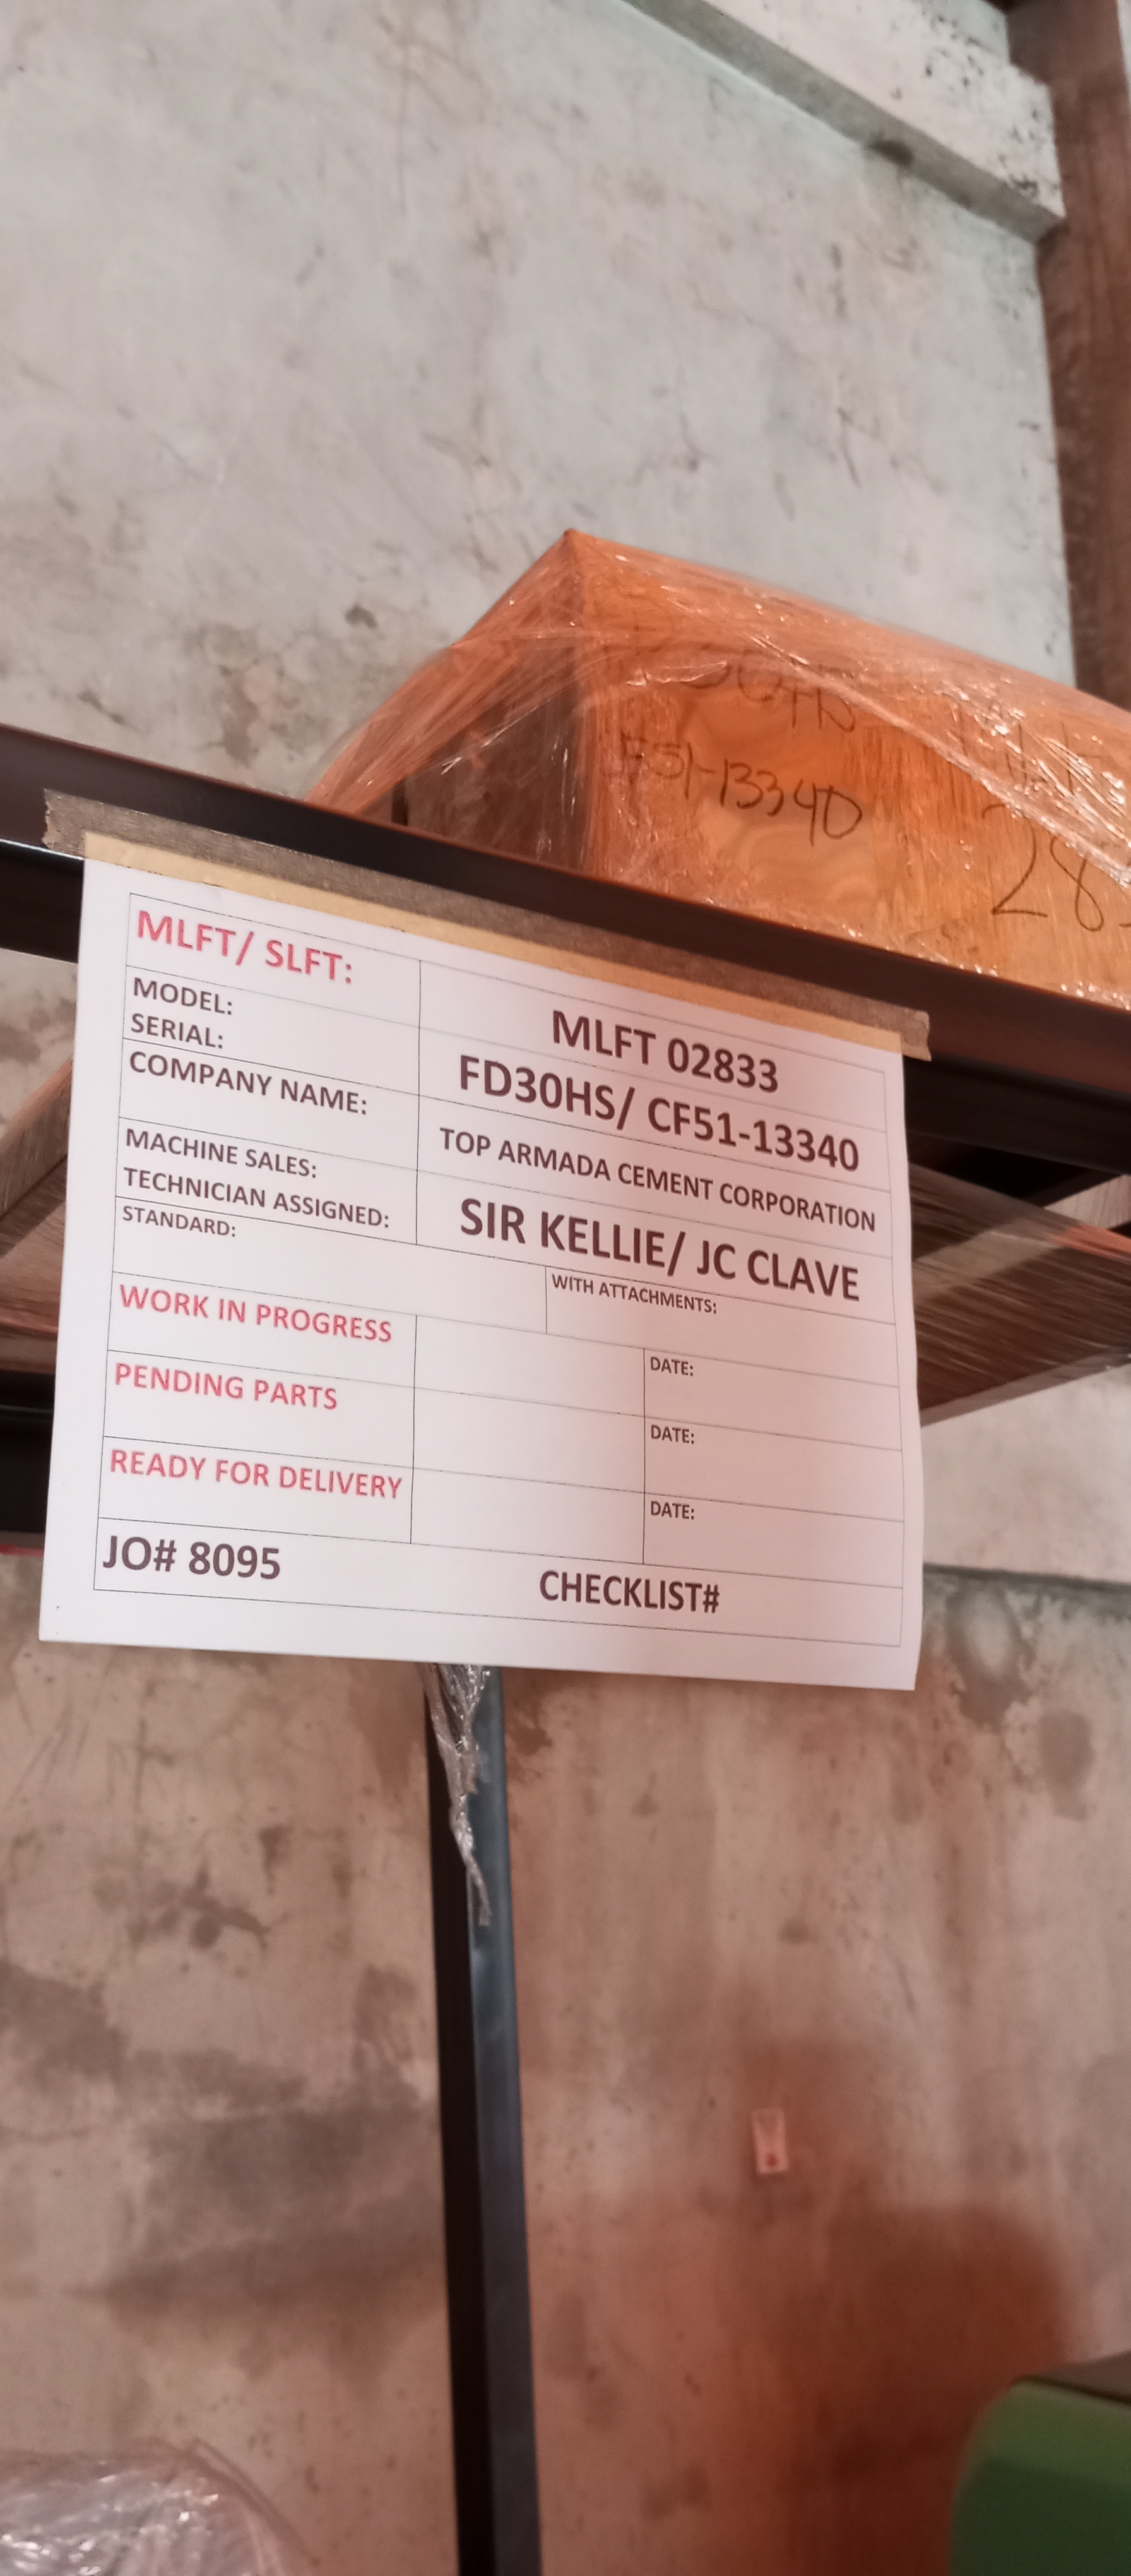 51-13340
MLFT/ SLFT:
MLFT 02833
MODEL:
SERIAL:
FD30HS/ CF51-13340
COMPANY NAME:
TOP ARMADA CEMENT CORPORATION
MACHINE SALES:
TECHNICIAN ASSIGNED:
SIR KELLIE/ JC CLAVE
STANDARD:
WITH ATTACHMENTS:
WORK IN PROGRESS
DATE:
PENDING PARTS
DATE:
READY FOR DELIVERY
DATE:
JO# 8095
CHECKLIST#